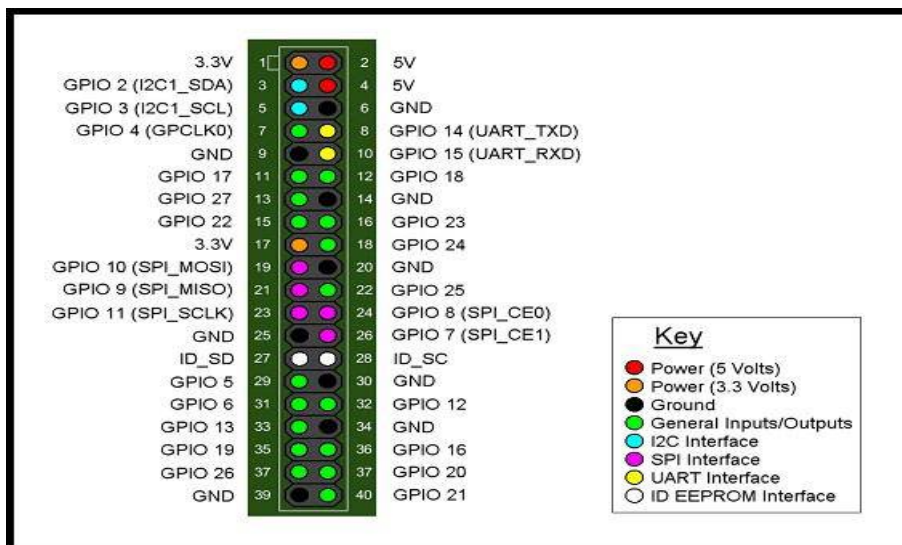 3.3V 1 2 5V
GPIO 2 (I2C1_SDA) 3 4 5V
GPIO 3 (I2C1_SCL) 5 6 GND
GPIO 4 (GPCLK0) 7 8 GPIO 14 (UART_TXD)
GND 9 10 GPIO 15 (UART_RXD)
GPIO 17 11 12 GPIO 18
GPIO 27 13 14 GND
GPIO 22 15 16 GPIO 23
3.3V 17 18 GPIO 24
GPIO 10 (SPI_MOSI) 19 20 GND
GPIO 9 (SPI_MISO) 21 22 GPIO 25
GPIO 11 (SPI_SCLK) 23 24 GPIO 8 (SPI_CE0)
GND 25 26 GPIO 7 (SPI_CE1)
ID_SD 27 28 ID_SC
GPIO 5 29 30 GND
GPIO 6 31 32 GPIO 12
GPIO 13 33 34 GND
GPIO 19 35 36 GPIO 16
GPIO 26 37 37 GPIO 20
GND 39 40 GPIO 21
Key
Power (5 Volts)
Power (3.3 Volts)
Ground
General Inputs/Outputs
I2C Interface
SPI Interface
UART Interface
ID EEPROM Interface